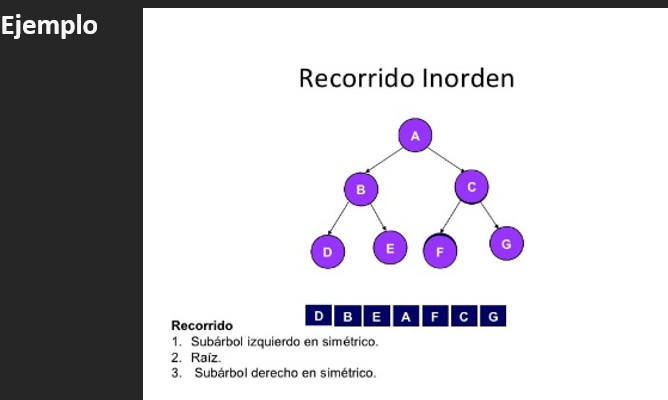 Ejemplo
Recorrido Inorden
A
B
C
D
E
F
G
D B E A F C G
Recorrido
1. Subárbol izquierdo en simétrico.
2. Raíz.
3. Subárbol derecho en simétrico.